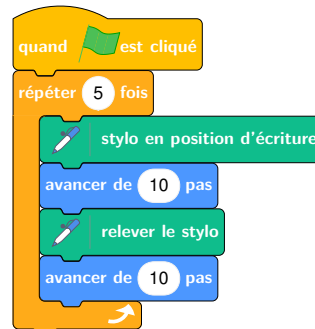 quand est cliqué
répéter 5 fois
stylo en position d'écriture
avancer de 10 pas
relever le stylo
avancer de 10 pas